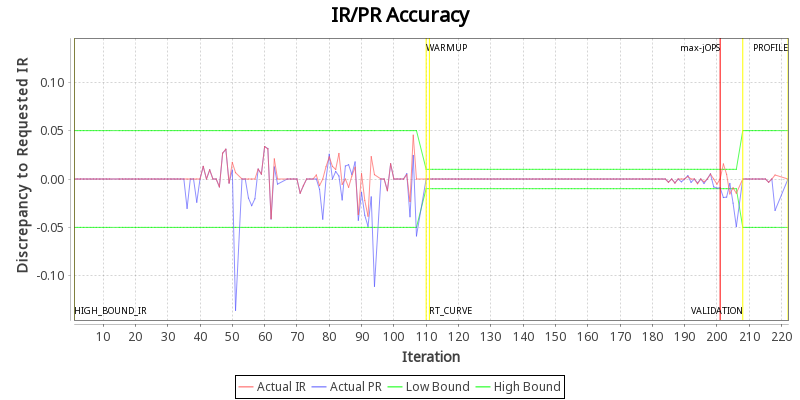 IR/PR Accuracy
WARMUP
max-jOPS
PROFILE
0.10
0.05
0.00
-0.05
-0.10
Discrepancy to Requested IR
HIGH_BOUND_IR
RT_CURVE
VALIDATION
10 20 30 40 50 60 70 80 90 100 110 120 130 140 150 160 170 180 190 200 210 220
Iteration
Actual IR Actual PR Low Bound High Bound